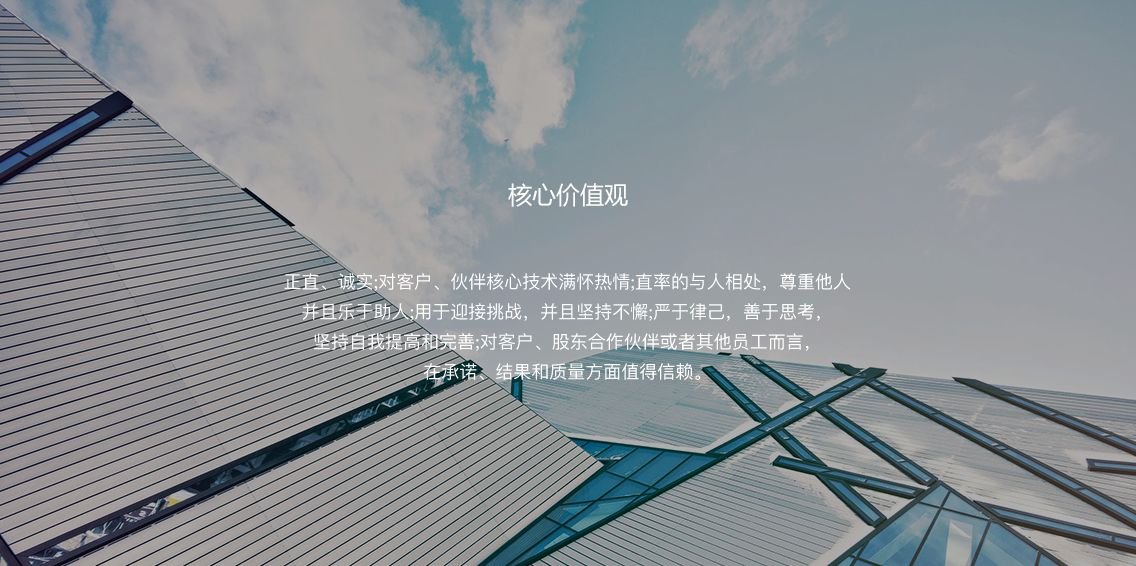 核心价值观
正直、诚实;对客户、伙伴核心技术满怀热情;直率的与人相处，尊重他人
并且乐于助人;用于迎接挑战，并且坚持不懈;严于律己，善于思考，
坚持自我提高和完善;对客户、股东合作伙伴或者其他员工而言，
在承诺、结果和质量方面值得信赖。